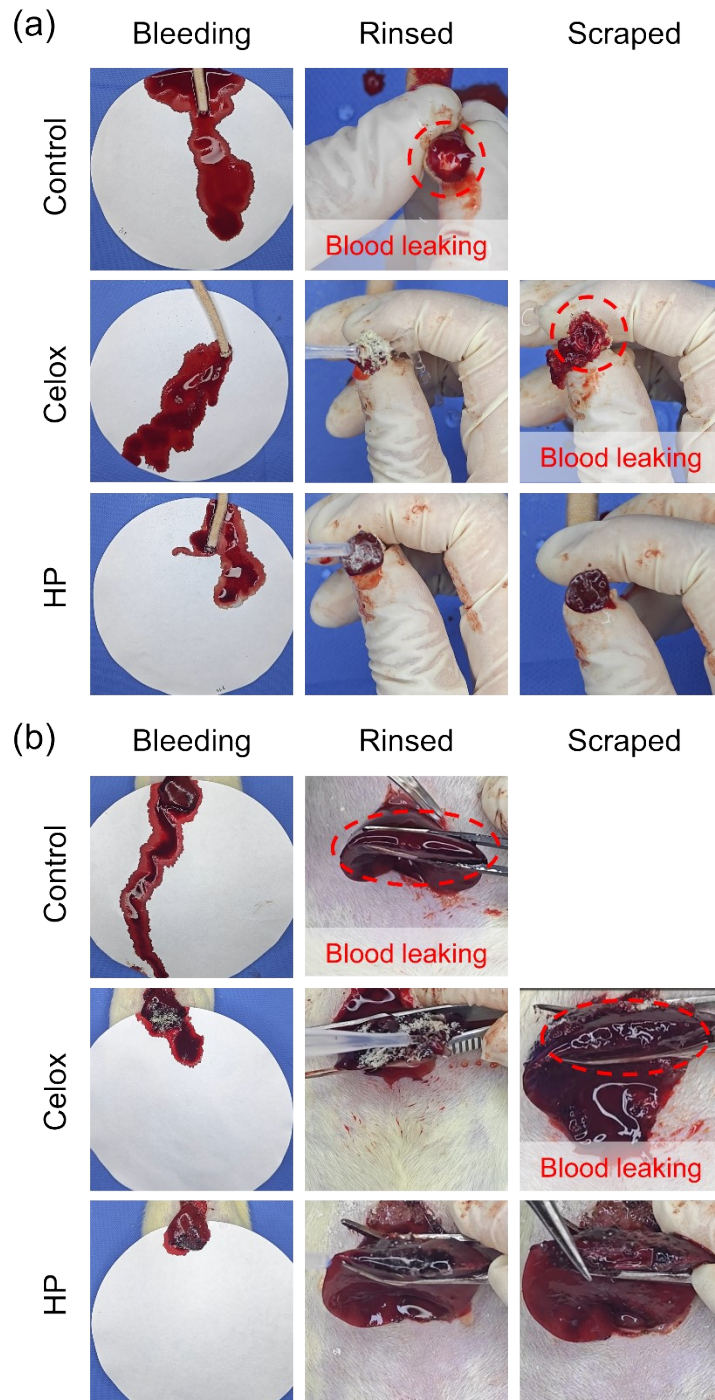 (a)
Bleeding Rinsed Scraped
Control
Blood leaking
Celox
Blood leaking
HP
(b)
Bleeding Rinsed Scraped
Control
Blood leaking
Celox
Blood leaking
HP